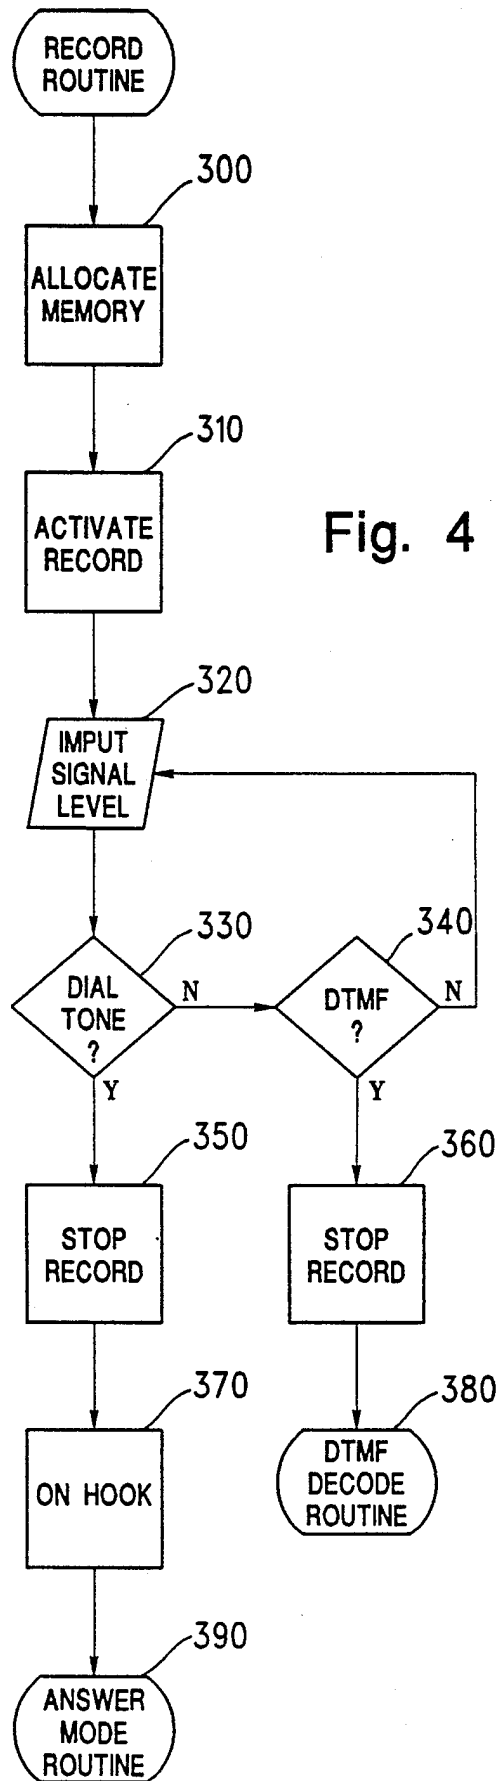 RECORD
ROUTINE
300
ALLOCATE
MEMORY
310
ACTIVATE
RECORD
Fig. 4
320
IMPUT
SIGNAL
LEVEL
330
340
DIAL
TONE
?
N
DTMF
?
N
Y
Y
350
360
STOP
RECORD
STOP
RECORD
370
380
ON HOOK
DTMF
DECODE
ROUTINE
390
ANSWER
MODE
ROUTINE